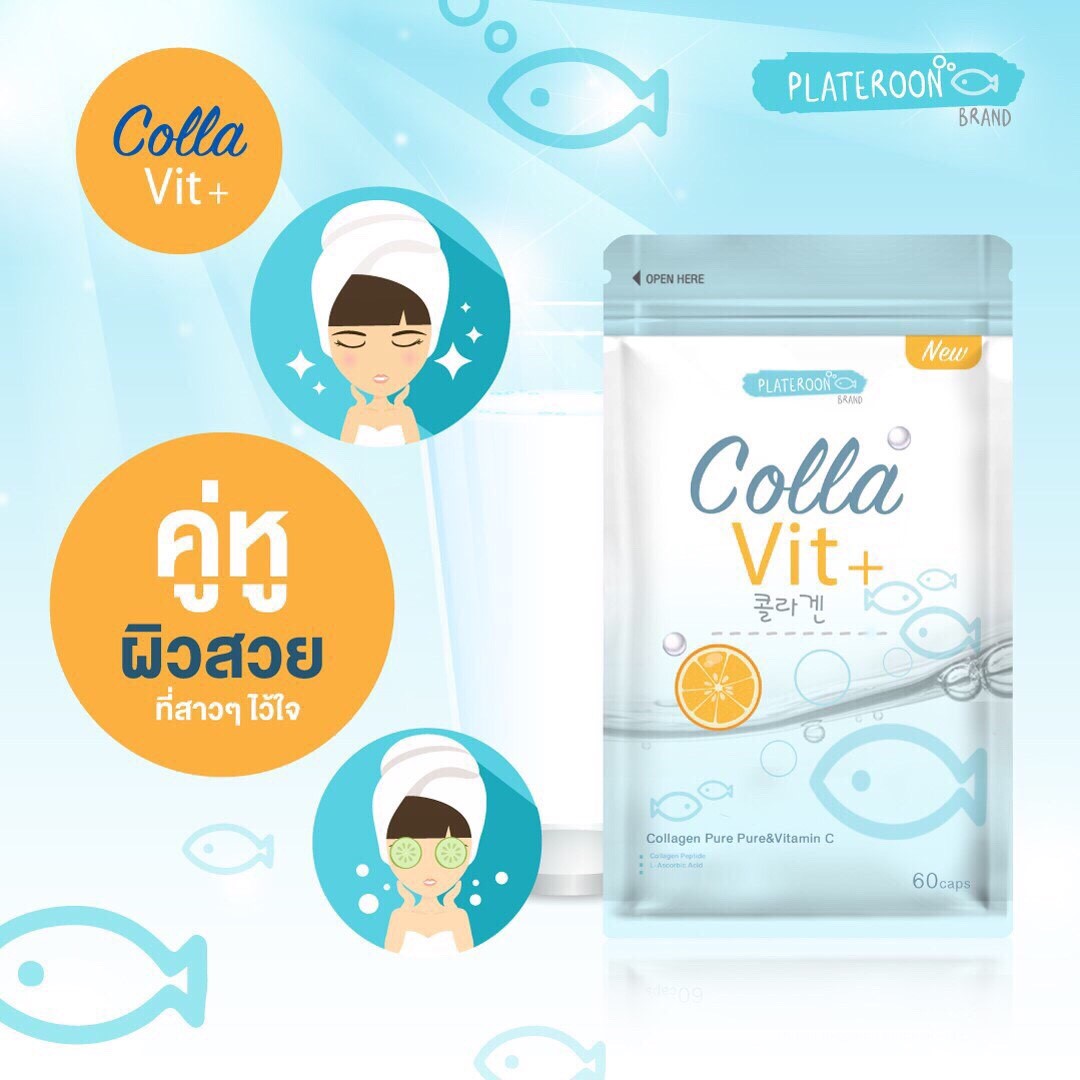 Colla
Vit+
PLATEROON
BRAND
คู่หู
ผิวสวย
ที่สาวๆ ไว้ใจ
OPEN HERE
New
PLATEROON
BRAND
Colla
Vit+
콜라겐
Collagen Pure Pure&Vitamin C
Collagen Peptide
L-Ascorbic Acid
60caps